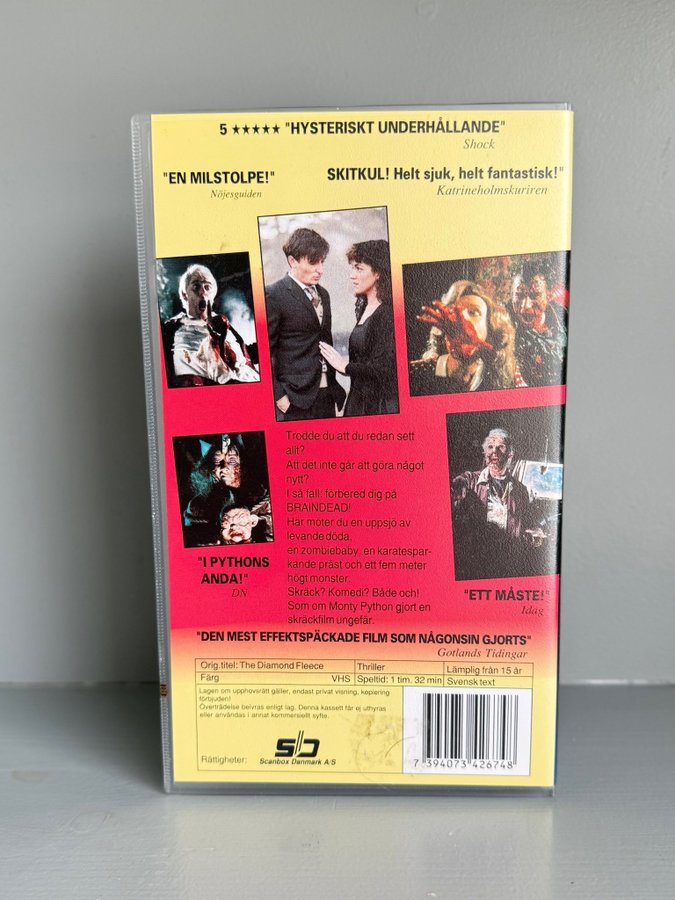 5 ★★★★★ "HYSTERISKT UNDERHÅLLANDE"
Shock
"EN MILSTOLPE!"
Nöjesguiden
SKITKUL! Helt sjuk, helt fantastisk!"
Katrineholmskuriren
Trodde du att du redan sett
allt?
Att det inte går att göra något
nytt?
I så fall: förbered dig på
BRAINDEAD!
Här möter du en uppsjö av
levande döda,
en zombiebaby, en karatespar-
kande präst och ett fem meter
högt monster.
Skräck? Komedi? Både och!
Som om Monty Python gjort en
skräckfilm ungefär.
"I PYTHONS
ANDA!"
DN
"ETT MÅSTE!"
Idag
"DEN MEST EFFEKTSPÄCKADE FILM SOM NÅGONSIN GJORTS"
Gotlands Tidingar
Orig.titel: The Diamond Fleece Thriller Lämplig från 15 år
Färg VHS Speltid: 1 tim. 32 min Svensk text
Lagen om upphovsrätt gäller, endast privat visning, kopiering
förbjuden!
Överträdelse beivras enligt lag. Denna kassett får ej uthyras
eller användas i annat kommersiellt syfte.
Rättigheter:
Scanbox Danmark A/S
7 394073 426748